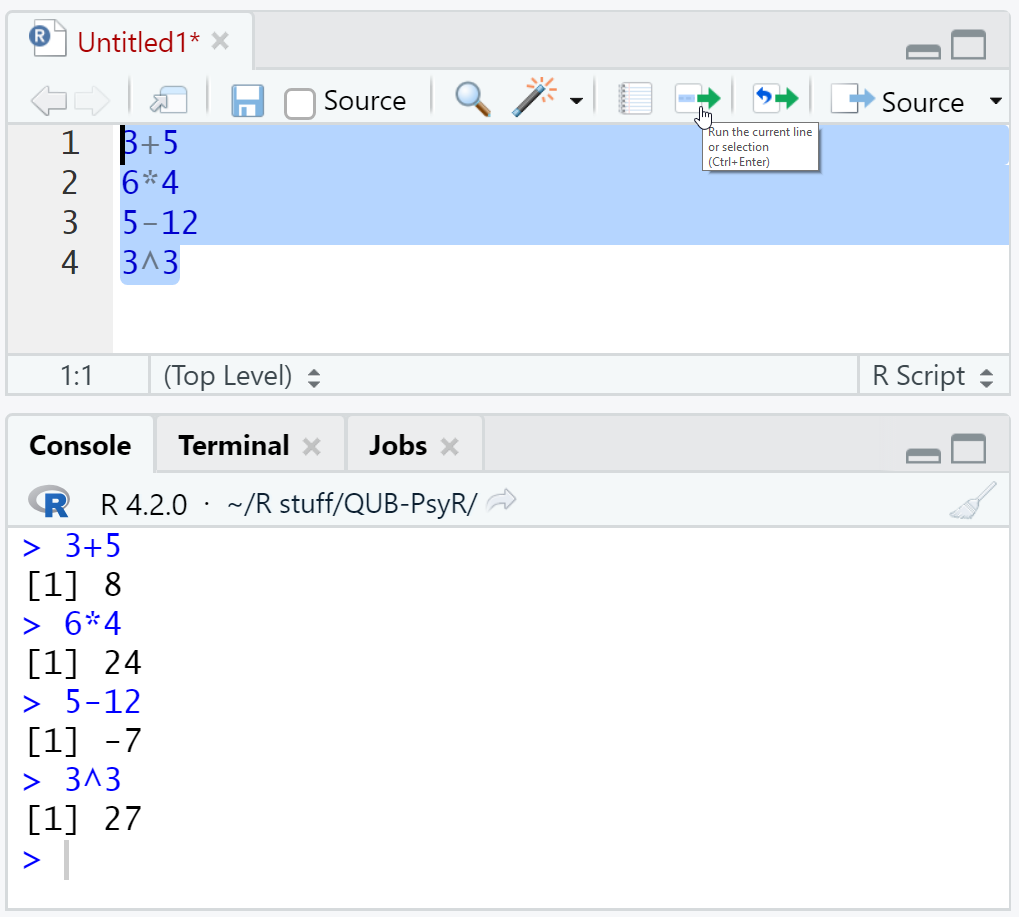 R Untitled1*
Source Source
Run the current line
or selection
(Ctrl+Enter)
1 3+5
2 6*4
3 5-12
4 3^3
1:1 (Top Level) R Script
Console Terminal Jobs
R R 4.2.0 · ~/R stuff/QUB-PsyR/
> 3+5
[1] 8
> 6*4
[1] 24
> 5-12
[1] -7
> 3^3
[1] 27
>